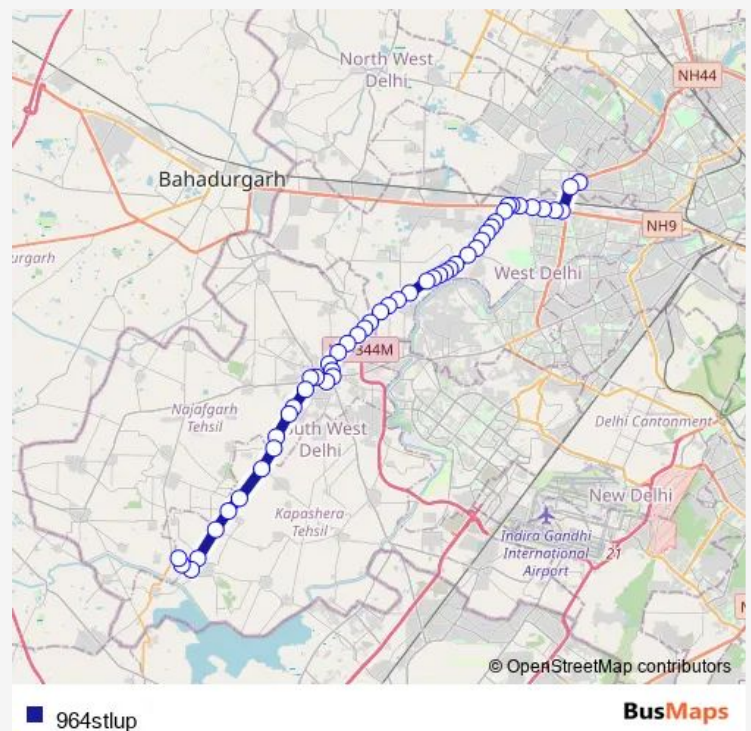 North West
Delhi
NH44
Bahadurgarh
NH9
urgarh
West Delhi
344M
Najafgarh
Tehsil
uth West
Delhi
Delhi Cantonment
New Delhi
Kapashera
Tehsil
Indira Gandhi
International
Airport
21
N
© OpenStreetMap contributors
964stlup
BusMaps